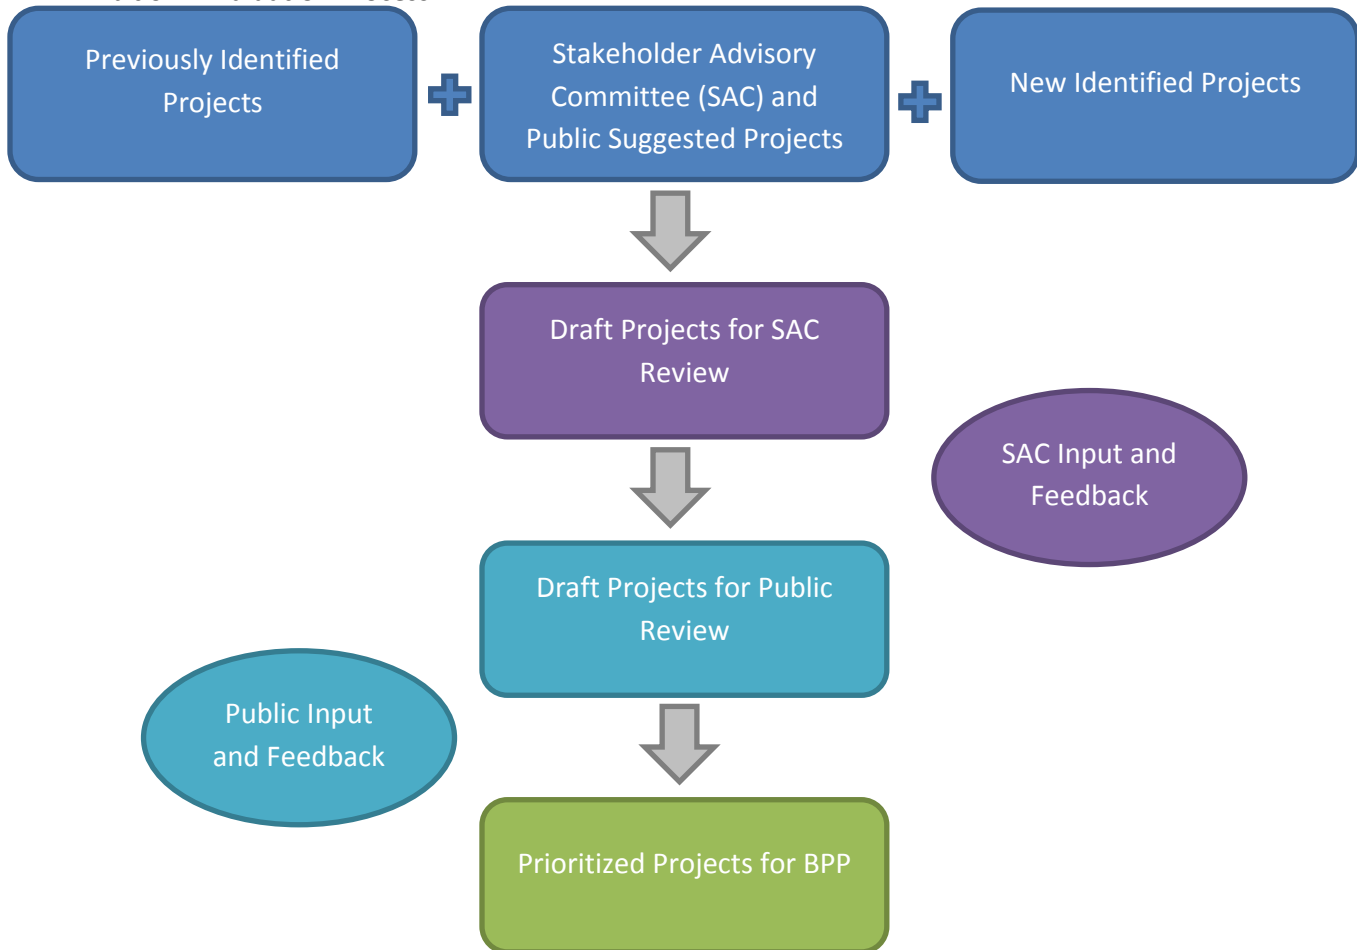 Previously Identified
Projects
Stakeholder Advisory
Committee (SAC) and
Public Suggested Projects
New Identified Projects
Draft Projects for SAC
Review
SAC Input and
Feedback
Draft Projects for Public
Review
Public Input
and Feedback
Prioritized Projects for BPP